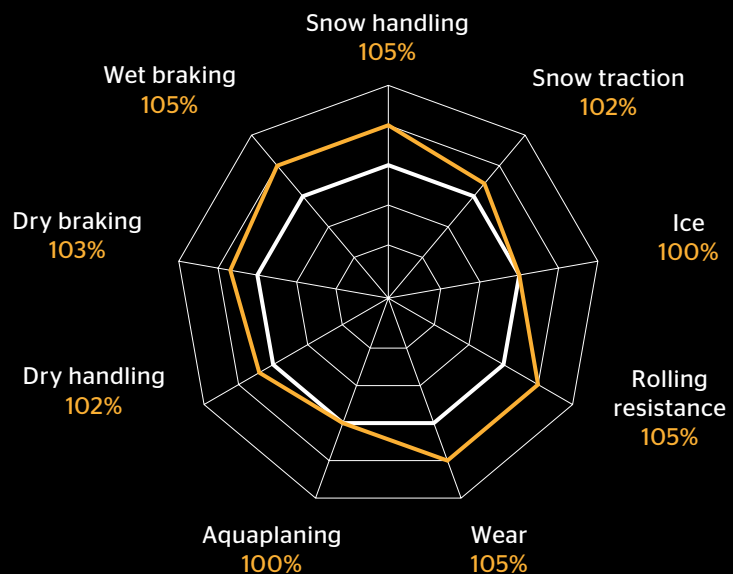 Snow handling
105%
Snow traction
102%
Ice
100%
Rolling
resistance
105%
Wear
105%
Aquaplaning
100%
Dry handling
102%
Dry braking
103%
Wet braking
105%